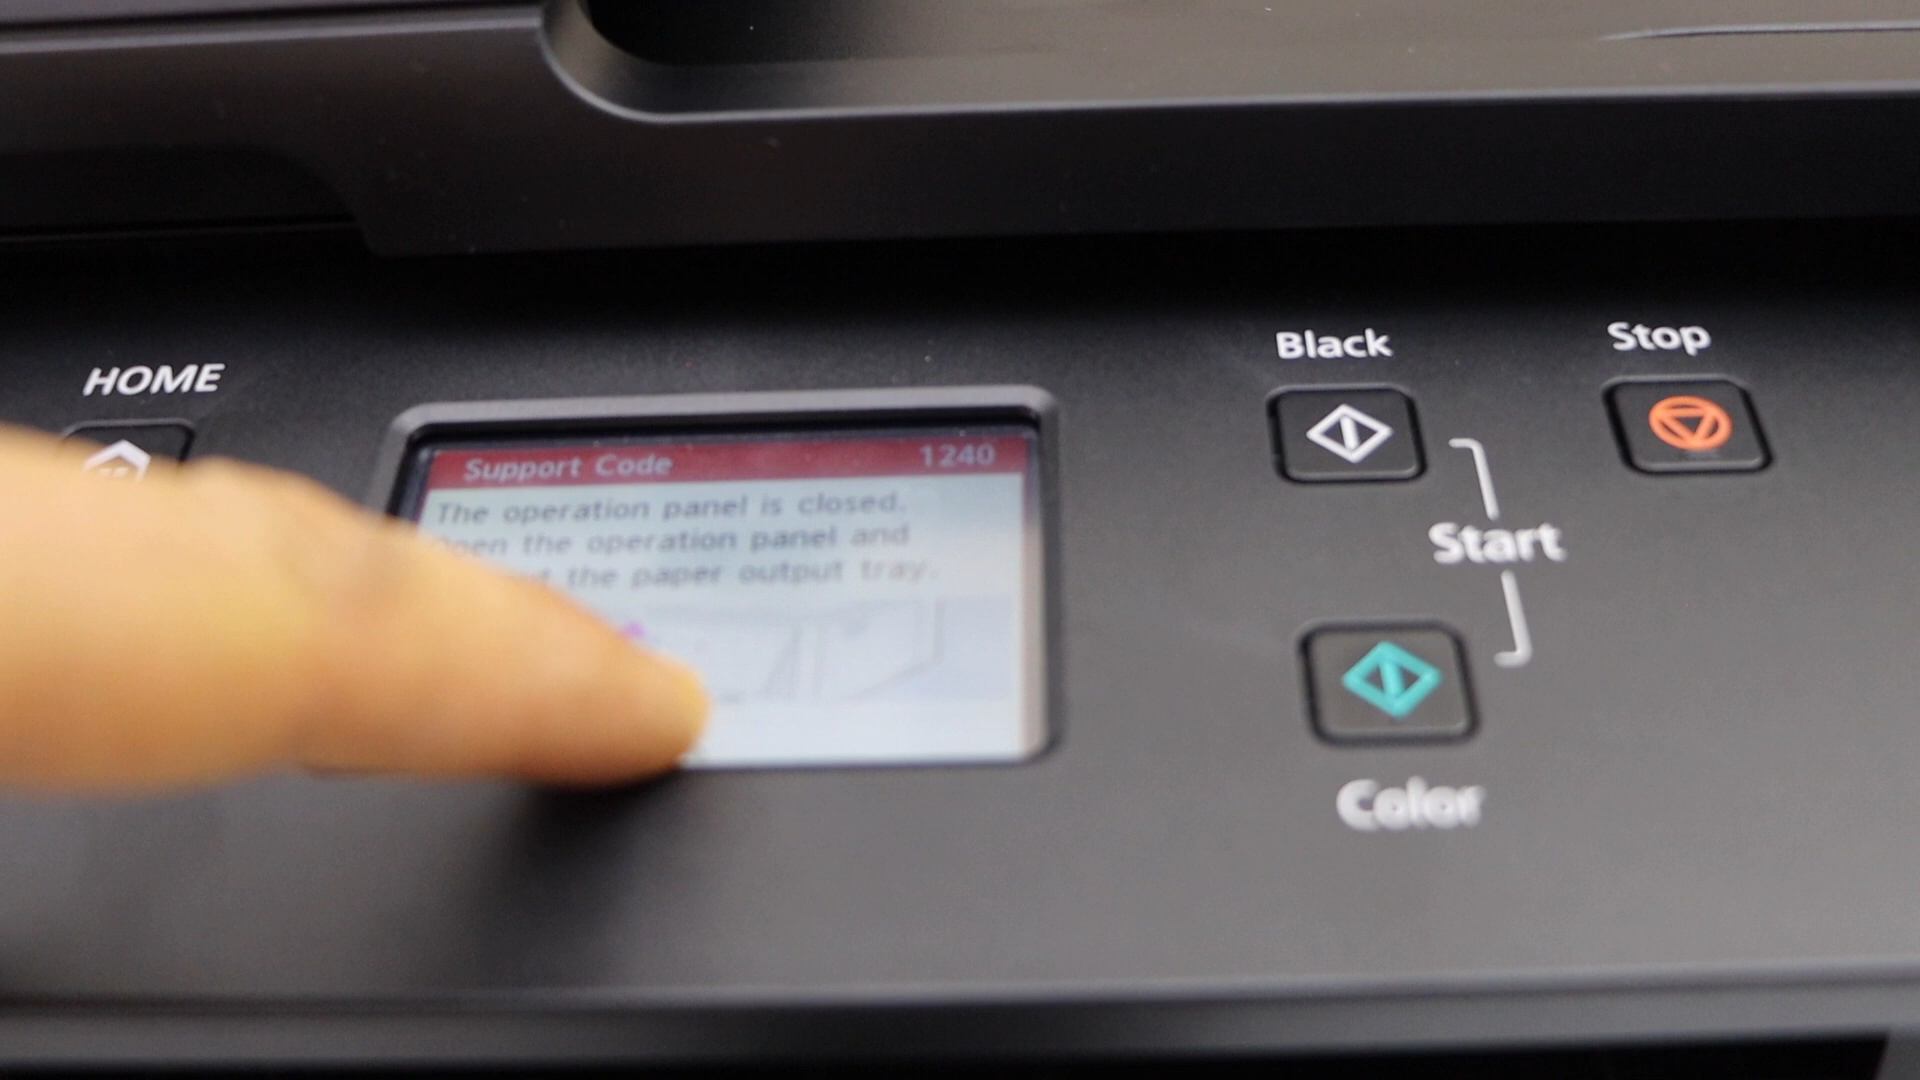 HOME
Support Code 1240
The operation panel is closed.
the operation panel and
the paper output tray.
Black
Stop
Start
Color